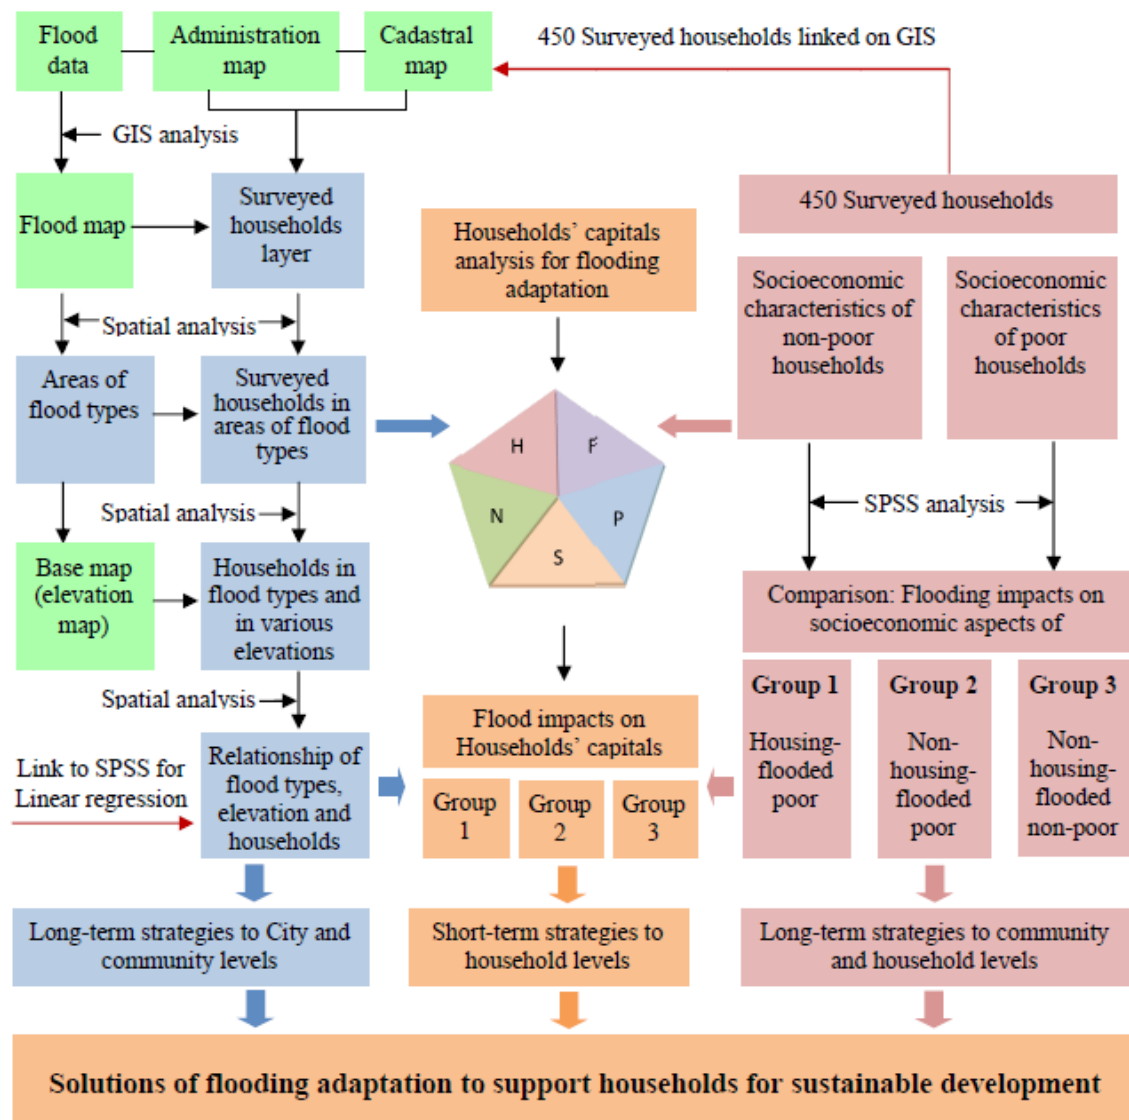 Flood
data
Administration
map
Cadastral
map
450 Surveyed households linked on GIS
GIS analysis
Flood map
Surveyed
households
layer
Spatial analysis
Areas of
flood types
Surveyed
households in
areas of flood
types
Spatial analysis
Base map
(elevation
map)
Households in
flood types and
in various
elevations
Spatial analysis
Link to SPSS for
Linear regression
Relationship of
flood types,
elevation and
households
Long-term strategies to City and
community levels
Households’ capitals
analysis for flooding
adaptation
H
F
N
P
S
Flood impacts on
Households’ capitals
Group
1
Group
2
Group
3
Short-term strategies to
household levels
450 Surveyed households
Socioeconomic
characteristics of
non-poor
households
Socioeconomic
characteristics
of poor
households
SPSS analysis
Comparison: Flooding impacts on
socioeconomic aspects of
Group 1
Housing-
flooded
poor
Group 2
Non-
housing-
flooded
poor
Group 3
Non-
housing-
flooded
non-poor
Long-term strategies to community
and household levels
Solutions of flooding adaptation to support households for sustainable development